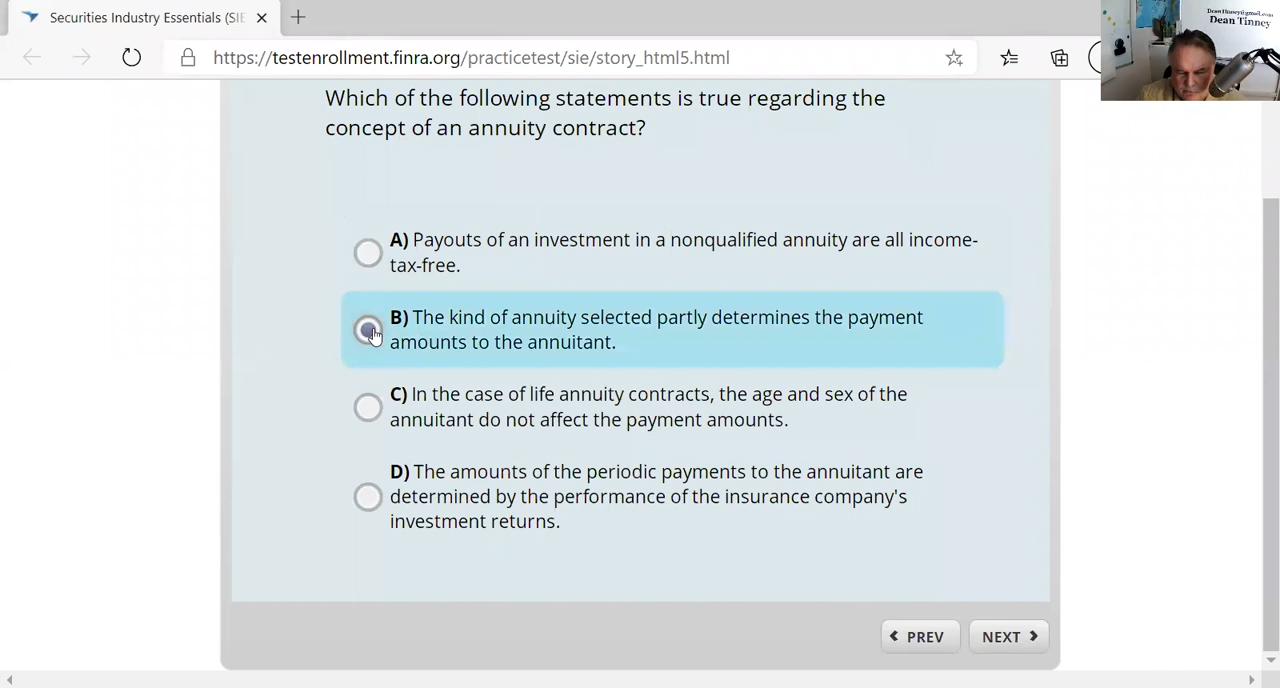 Securities Industry Essentials (SIE
https://testenrollment.finra.org/practicetest/sie/story_html5.html
DeanTinney@gmail.com
Dean Tinney
Which of the following statements is true regarding the
concept of an annuity contract?
A) Payouts of an investment in a nonqualified annuity are all income-
tax-free.
B) The kind of annuity selected partly determines the payment
amounts to the annuitant.
C) In the case of life annuity contracts, the age and sex of the
annuitant do not affect the payment amounts.
D) The amounts of the periodic payments to the annuitant are
determined by the performance of the insurance company's
investment returns.
PREV
NEXT